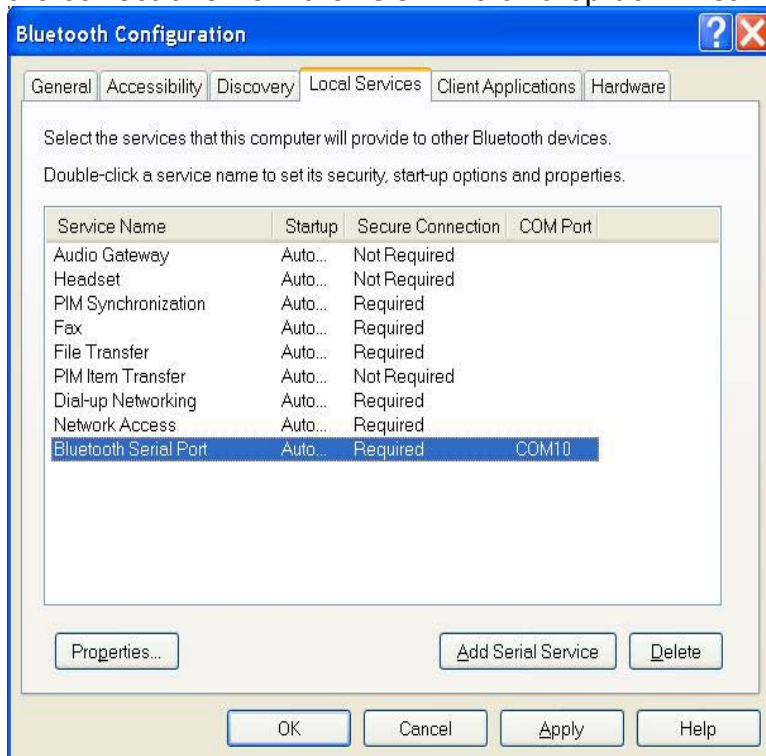 Bluetooth Configuration
General Accessibility Discovery Local Services Client Applications Hardware
Select the services that this computer will provide to other Bluetooth devices.
Double-click a service name to set its security, start-up options and properties.
Service Name Startup Secure Connection COM Port
Audio Gateway Auto... Not Required
Headset Auto... Not Required
PIM Synchronization Auto... Required
Fax Auto... Required
File Transfer Auto... Required
PIM Item Transfer Auto... Not Required
Dial-up Networking Auto... Required
Network Access Auto... Required
Bluetooth Serial Port Auto... Required COM10
Properties... Add Serial Service Delete
OK Cancel Apply Help